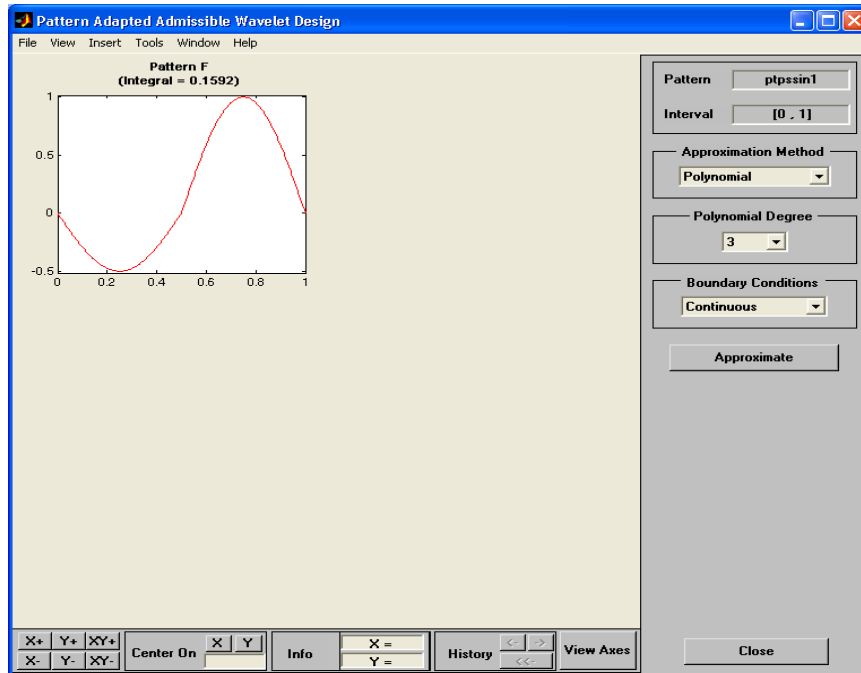 Pattern Adapted Admissible Wavelet Design
File View Insert Tools Window Help
Pattern F
(Integral = 0.1592)
1
0.5
0
-0.5
0 0.2 0.4 0.6 0.8 1
Pattern ptpssin1
Interval [0 , 1]
Approximation Method
Polynomial
Polynomial Degree
3
Boundary Conditions
Continuous
Approximate
X+ Y+ XY+
X- Y- XY-
Center On X Y
Info X =
Y =
History <- ->
<<-
View Axes
Close